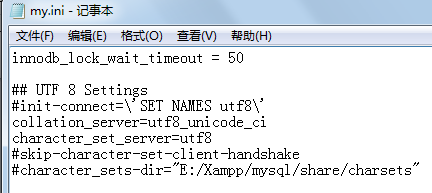 my.ini - 记事本
文件(F) 编辑(E) 格式(O) 查看(V) 帮助(H)
innodb_lock_wait_timeout = 50
## UTF 8 Settings
#init-connect=\'SET NAMES utf8\'
collation_server=utf8_unicode_ci
character_set_server=utf8
#skip-character-set-client-handshake
#character_sets-dir="E:/Xampp/mysql/share/charsets"